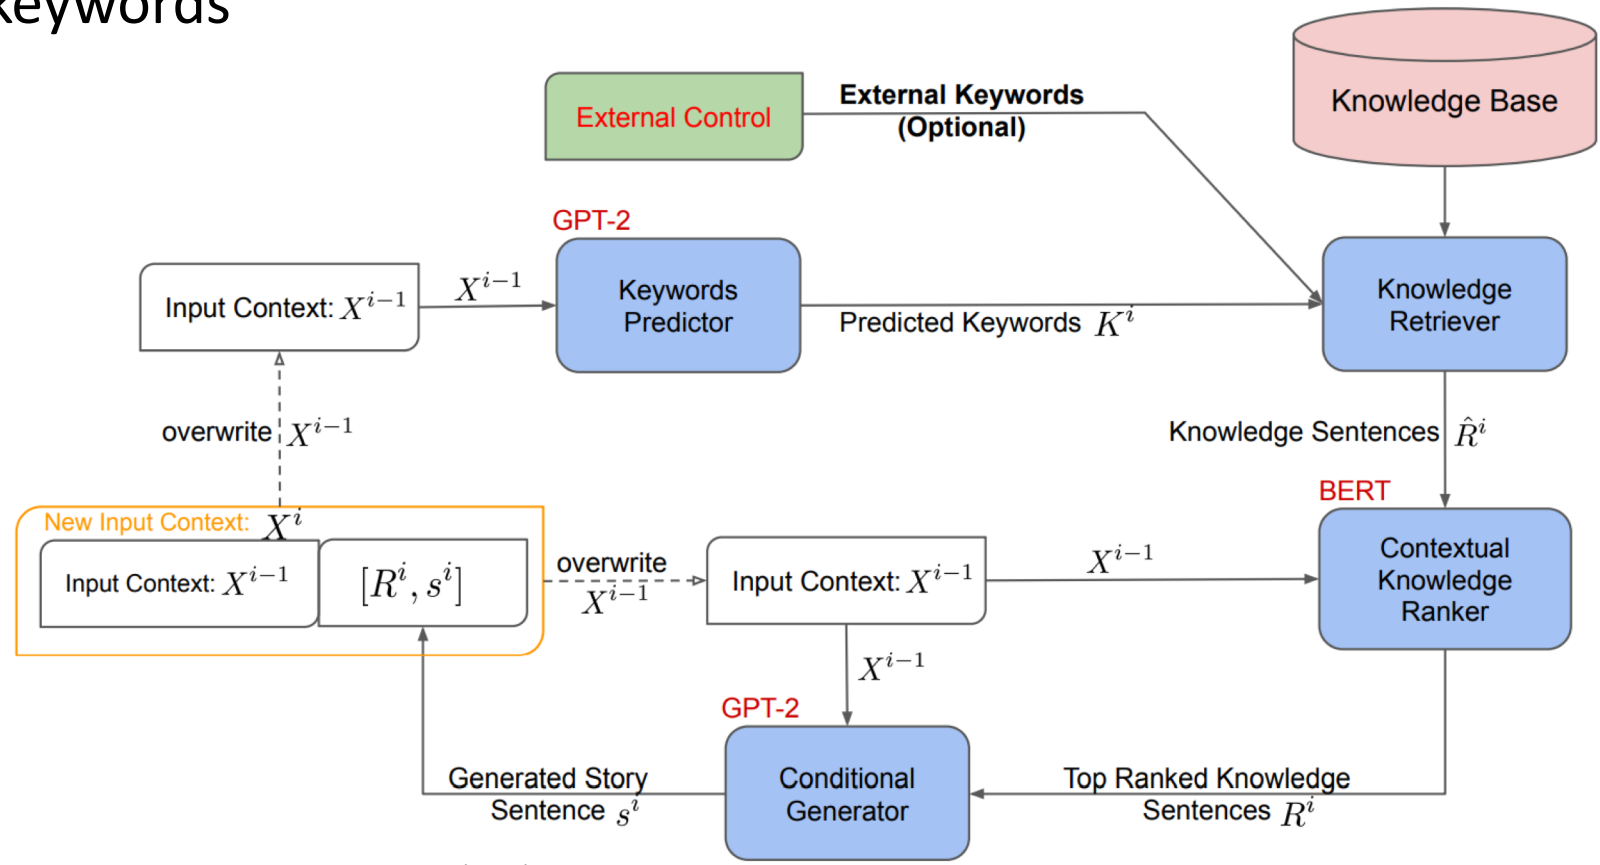 keywords
External Control
External Keywords
(Optional)
Knowledge Base
GPT-2
Keywords
Predictor
Input Context: X^{i-1}
X^{i-1}
Predicted Keywords K^i
Knowledge
Retriever
overwrite X^{i-1}
Knowledge Sentences R̂^i
BERT
Contextual
Knowledge
Ranker
New Input Context: X^i
Input Context: X^{i-1}
[R^i, s^i]
overwrite
X^{i-1}
Input Context: X^{i-1}
X^{i-1}
X^{i-1}
GPT-2
Conditional
Generator
Generated Story
Sentence s^i
Top Ranked Knowledge
Sentences R^i